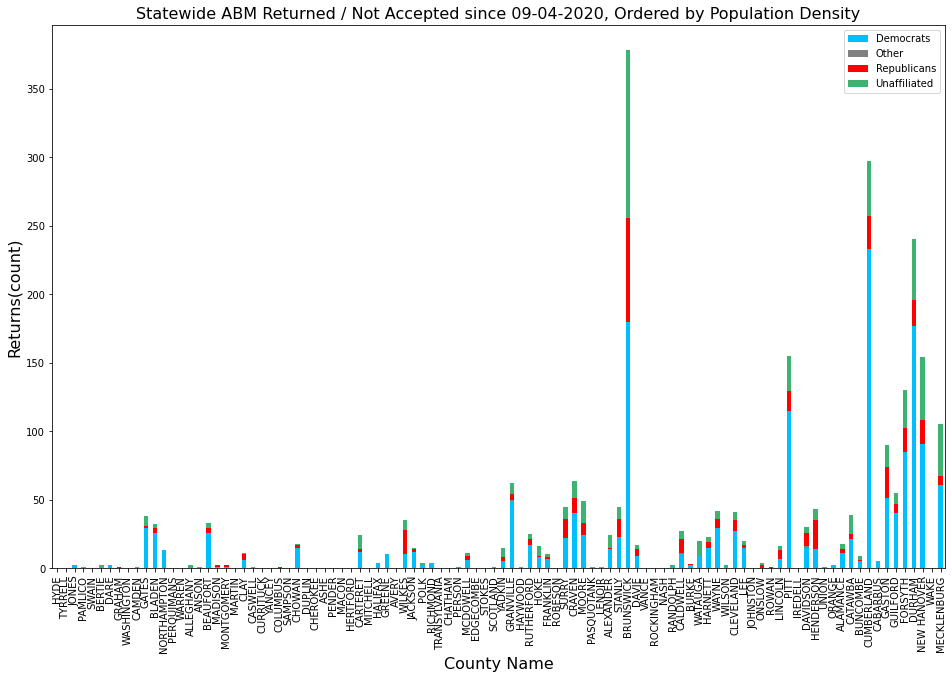 Statewide ABM Returned / Not Accepted since 09-04-2020, Ordered by Population Density
Democrats
Other
Republicans
Unaffiliated
Returns(count)
350
300
250
200
150
100
50
0
HYDE
TYRRELL
JONES
PAMLICO
SWAIN
BERTIE
DARE
GRAHAM
WASHINGTON
CAMDEN
GATES
BLADEN
NORTHAMPTON
PERQUIMANS
WARREN
ALLEGHANY
ANSON
BEAUFORT
MADISON
MONTGOMERY
MARTIN
CLAY
CASWELL
CURRITUCK
YANCEY
COLUMBUS
SAMPSON
CHOWAN
DUPLIN
CHEROKEE
ASHE
PENDER
MACON
HERTFORD
CARTERET
MITCHELL
HALIFAX
GREENE
AVERY
WILKES
JACKSON
POLK
RICHMOND
TRANSYLVANIA
CHATHAM
PERSON
MCDOWELL
EDGECOMBE
STOKES
SCOTLAND
YADKIN
GRANVILLE
HAYWOOD
RUTHERFORD
HOKE
FRANKLIN
ROBESON
SURRY
CRAVEN
MOORE
PASQUOTANK
LENOIR
ALEXANDER
STANLY
BRUNSWICK
DAVIE
VANCE
ROCKINGHAM
NASH
RANDOLPH
CALDWELL
BURKE
WATAUGA
HARNETT
WAYNE
WILSON
CLEVELAND
LEE
JOHNSTON
ONSLOW
ROWAN
LINCOLN
IREDELL
DAVIDSON
HENDERSON
UNION
ORANGE
ALAMANCE
CATAWBA
BUNCOMBE
CUMBERLAND
CABARRUS
GASTON
GUILFORD
FORSYTH
DURHAM
NEW HANOVER
WAKE
MECKLENBURG
County Name